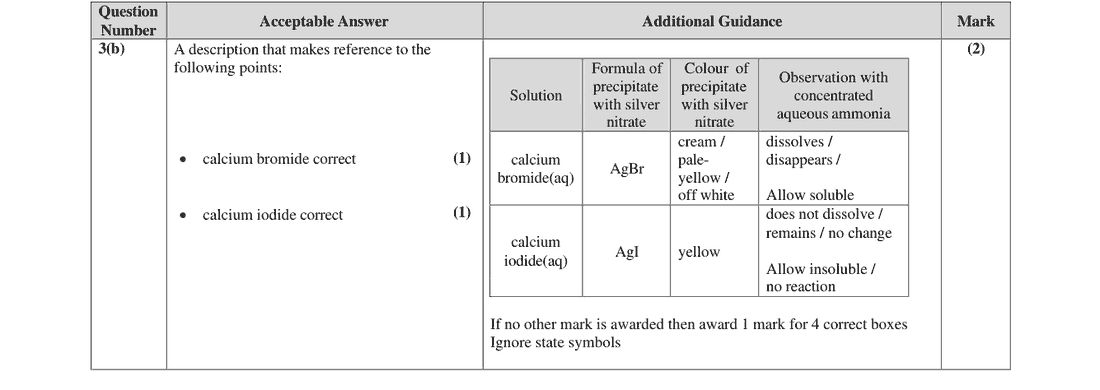 Question Number
Acceptable Answer
Additional Guidance
Mark
3(b)
A description that makes reference to the
following points:
(2)
Solution
Formula of
precipitate
with silver
nitrate
Colour of
precipitate
with silver
nitrate
Observation with
concentrated
aqueous ammonia
• calcium bromide correct (1)
calcium
bromide(aq)
AgBr
cream /
pale-
yellow /
off white
dissolves /
disappears /
Allow soluble
• calcium iodide correct (1)
calcium
iodide(aq)
AgI
yellow
does not dissolve /
remains / no change
Allow insoluble /
no reaction
If no other mark is awarded then award 1 mark for 4 correct boxes
Ignore state symbols